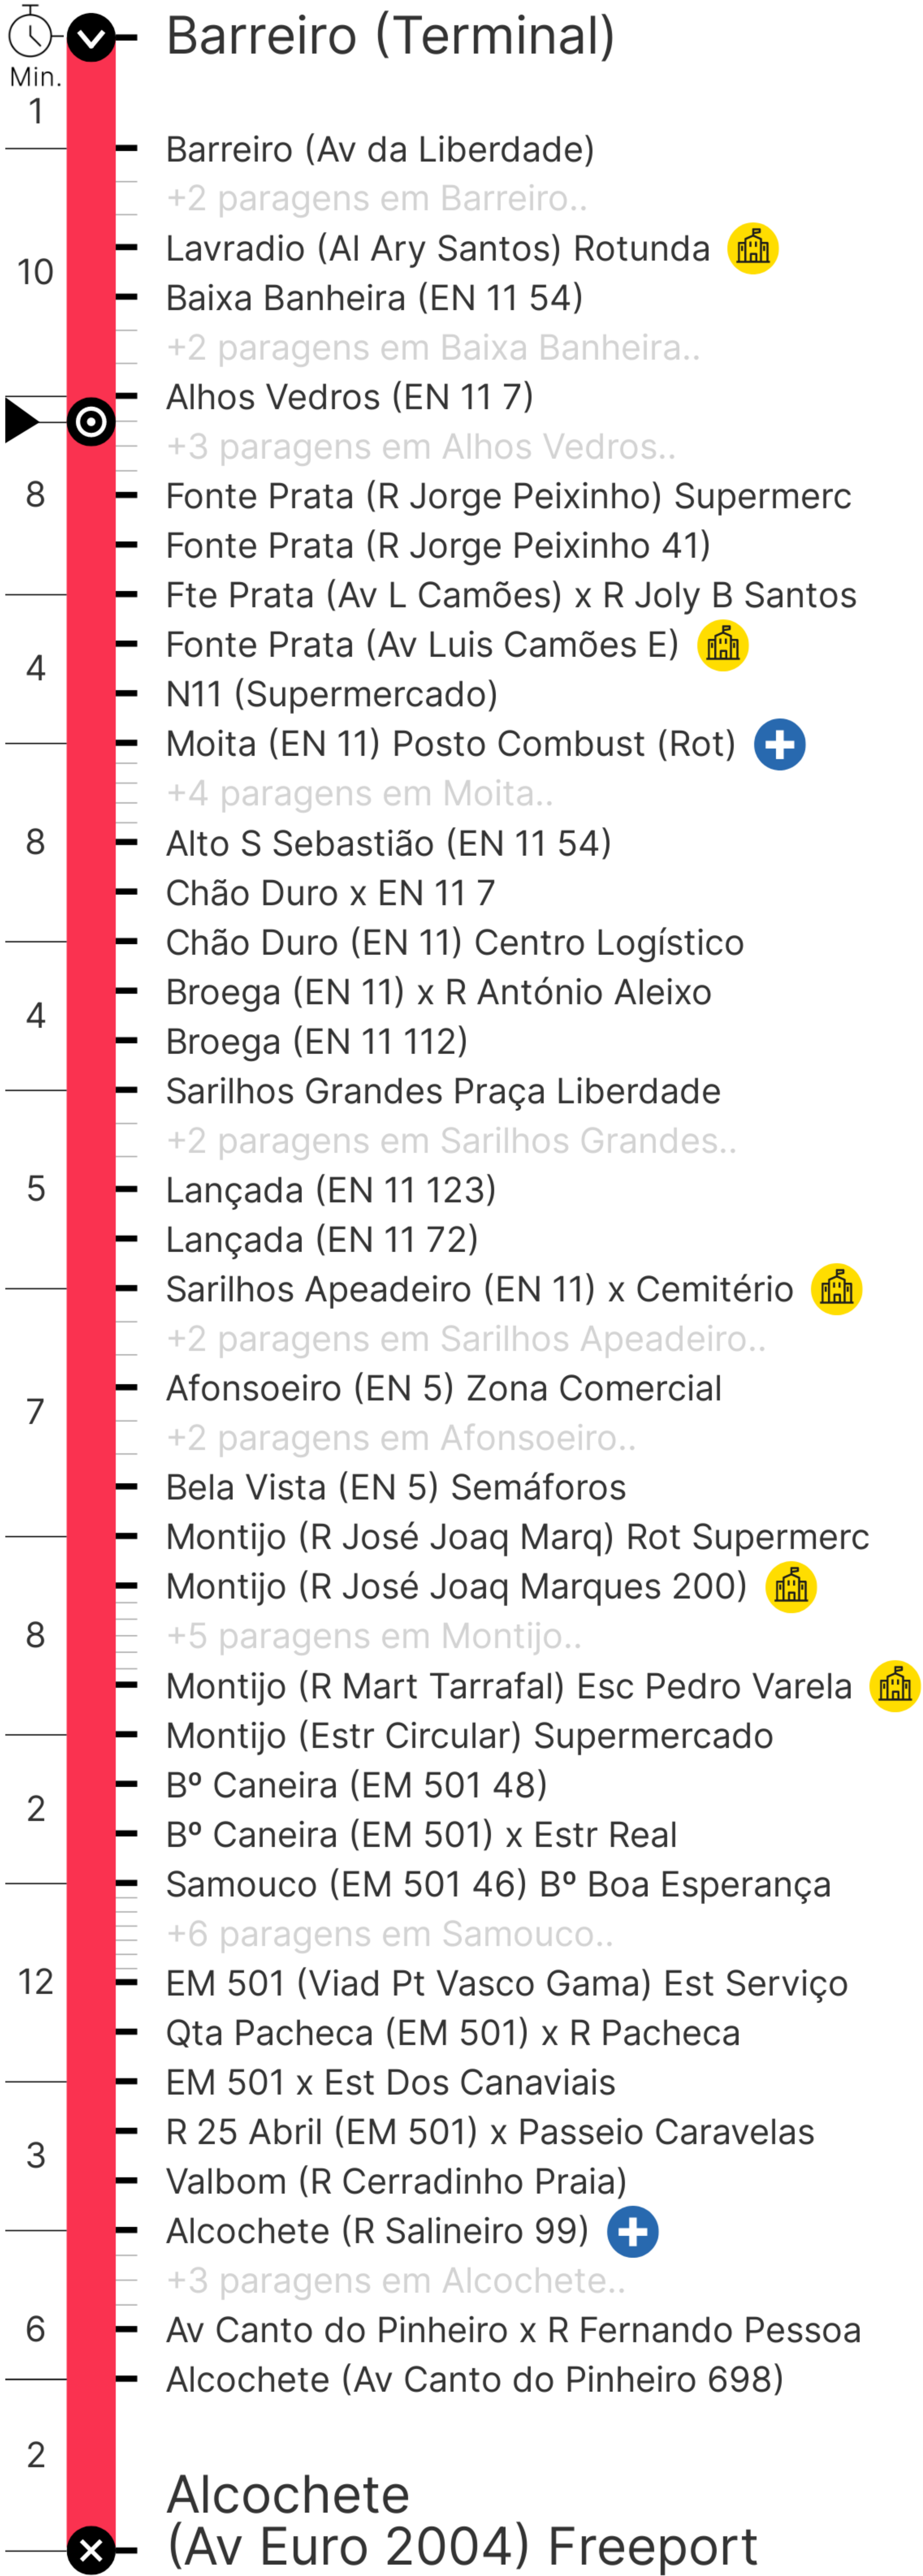 Barreiro (Terminal)
Min.
1
Barreiro (Av da Liberdade)
+2 paragens em Barreiro..
Lavradio (Al Ary Santos) Rotunda
10
Baixa Banheira (EN 11 54)
+2 paragens em Baixa Banheira..
Alhos Vedros (EN 11 7)
+3 paragens em Alhos Vedros..
8
Fonte Prata (R Jorge Peixinho) Supermerc
Fonte Prata (R Jorge Peixinho 41)
Fte Prata (Av L Camões) x R Joly B Santos
Fonte Prata (Av Luis Camões E)
4
N11 (Supermercado)
Moita (EN 11) Posto Combust (Rot)
+4 paragens em Moita..
8
Alto S Sebastião (EN 11 54)
Chão Duro x EN 11 7
Chão Duro (EN 11) Centro Logístico
Broega (EN 11) x R António Aleixo
4
Broega (EN 11 112)
Sarilhos Grandes Praça Liberdade
+2 paragens em Sarilhos Grandes..
5
Lançada (EN 11 123)
Lançada (EN 11 72)
Sarilhos Apeadeiro (EN 11) x Cemitério
+2 paragens em Sarilhos Apeadeiro..
Afonsoeiro (EN 5) Zona Comercial
7
+2 paragens em Afonsoeiro..
Bela Vista (EN 5) Semáforos
Montijo (R José Joaq Marq) Rot Supermerc
Montijo (R José Joaq Marques 200)
8
+5 paragens em Montijo..
Montijo (R Mart Tarrafal) Esc Pedro Varela
Montijo (Estr Circular) Supermercado
Bº Caneira (EM 501 48)
2
Bº Caneira (EM 501) x Estr Real
Samouco (EM 501 46) Bº Boa Esperança
+6 paragens em Samouco..
12
EM 501 (Viad Pt Vasco Gama) Est Serviço
Qta Pacheca (EM 501) x R Pacheca
EM 501 x Est Dos Canaviais
R 25 Abril (EM 501) x Passeio Caravelas
3
Valbom (R Cerradinho Praia)
Alcochete (R Salineiro 99)
+3 paragens em Alcochete..
6
Av Canto do Pinheiro x R Fernando Pessoa
Alcochete (Av Canto do Pinheiro 698)
2
Alcochete
(Av Euro 2004) Freeport